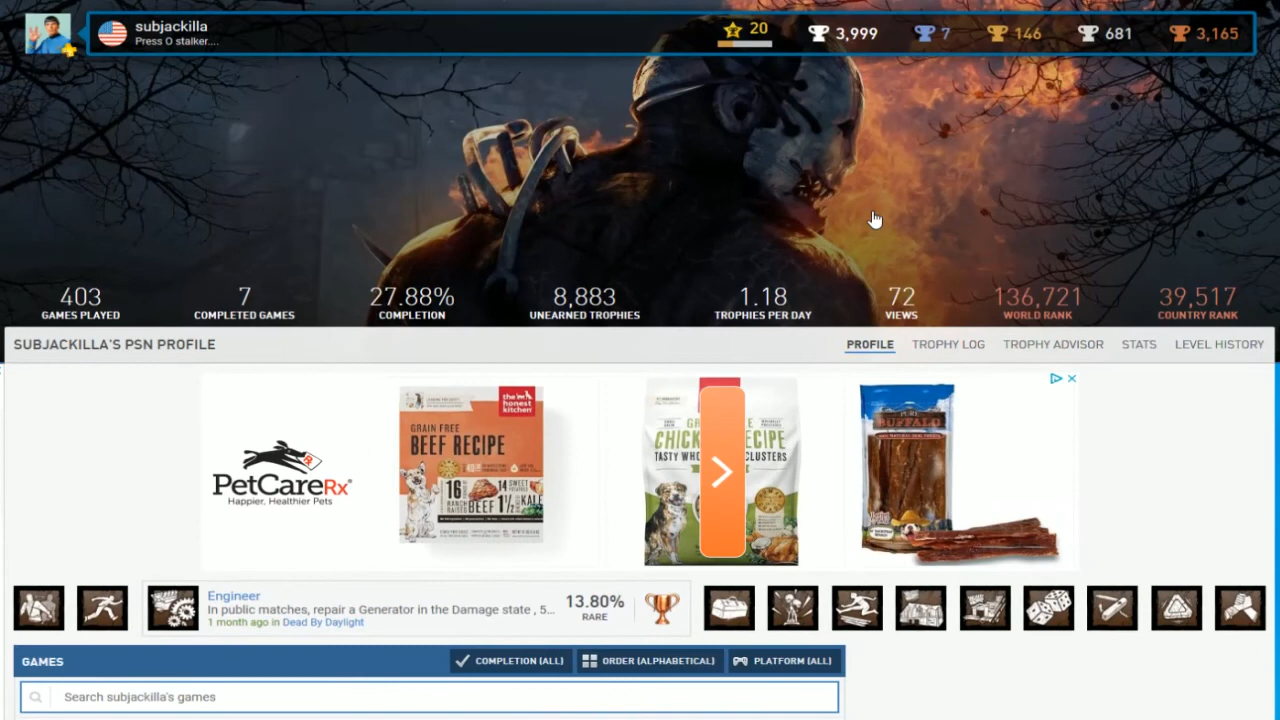 subjackilla
Press O stalker....
20
3,999
7
146
681
3,165
403
GAMES PLAYED
7
COMPLETED GAMES
27.88%
COMPLETION
8,883
UNEARNED TROPHIES
1.18
TROPHIES PER DAY
72
VIEWS
136,721
WORLD RANK
39,517
COUNTRY RANK
SUBJACKILLA'S PSN PROFILE
PROFILE
TROPHY LOG
TROPHY ADVISOR
STATS
LEVEL HISTORY
PetCareRx
Happier, Healthier Pets
the honest kitchen
GRAIN FREE
BEEF RECIPE
16
14 SWEET
BEEF
KALE
TASTY
CLUSTERS
BUFFALO
Engineer
In public matches, repair a Generator in the Damage state , 5...
1 month ago in Dead By Daylight
13.80%
RARE
GAMES
COMPLETION (ALL)
ORDER (ALPHABETICAL)
PLATFORM (ALL)
Search subjackilla's games